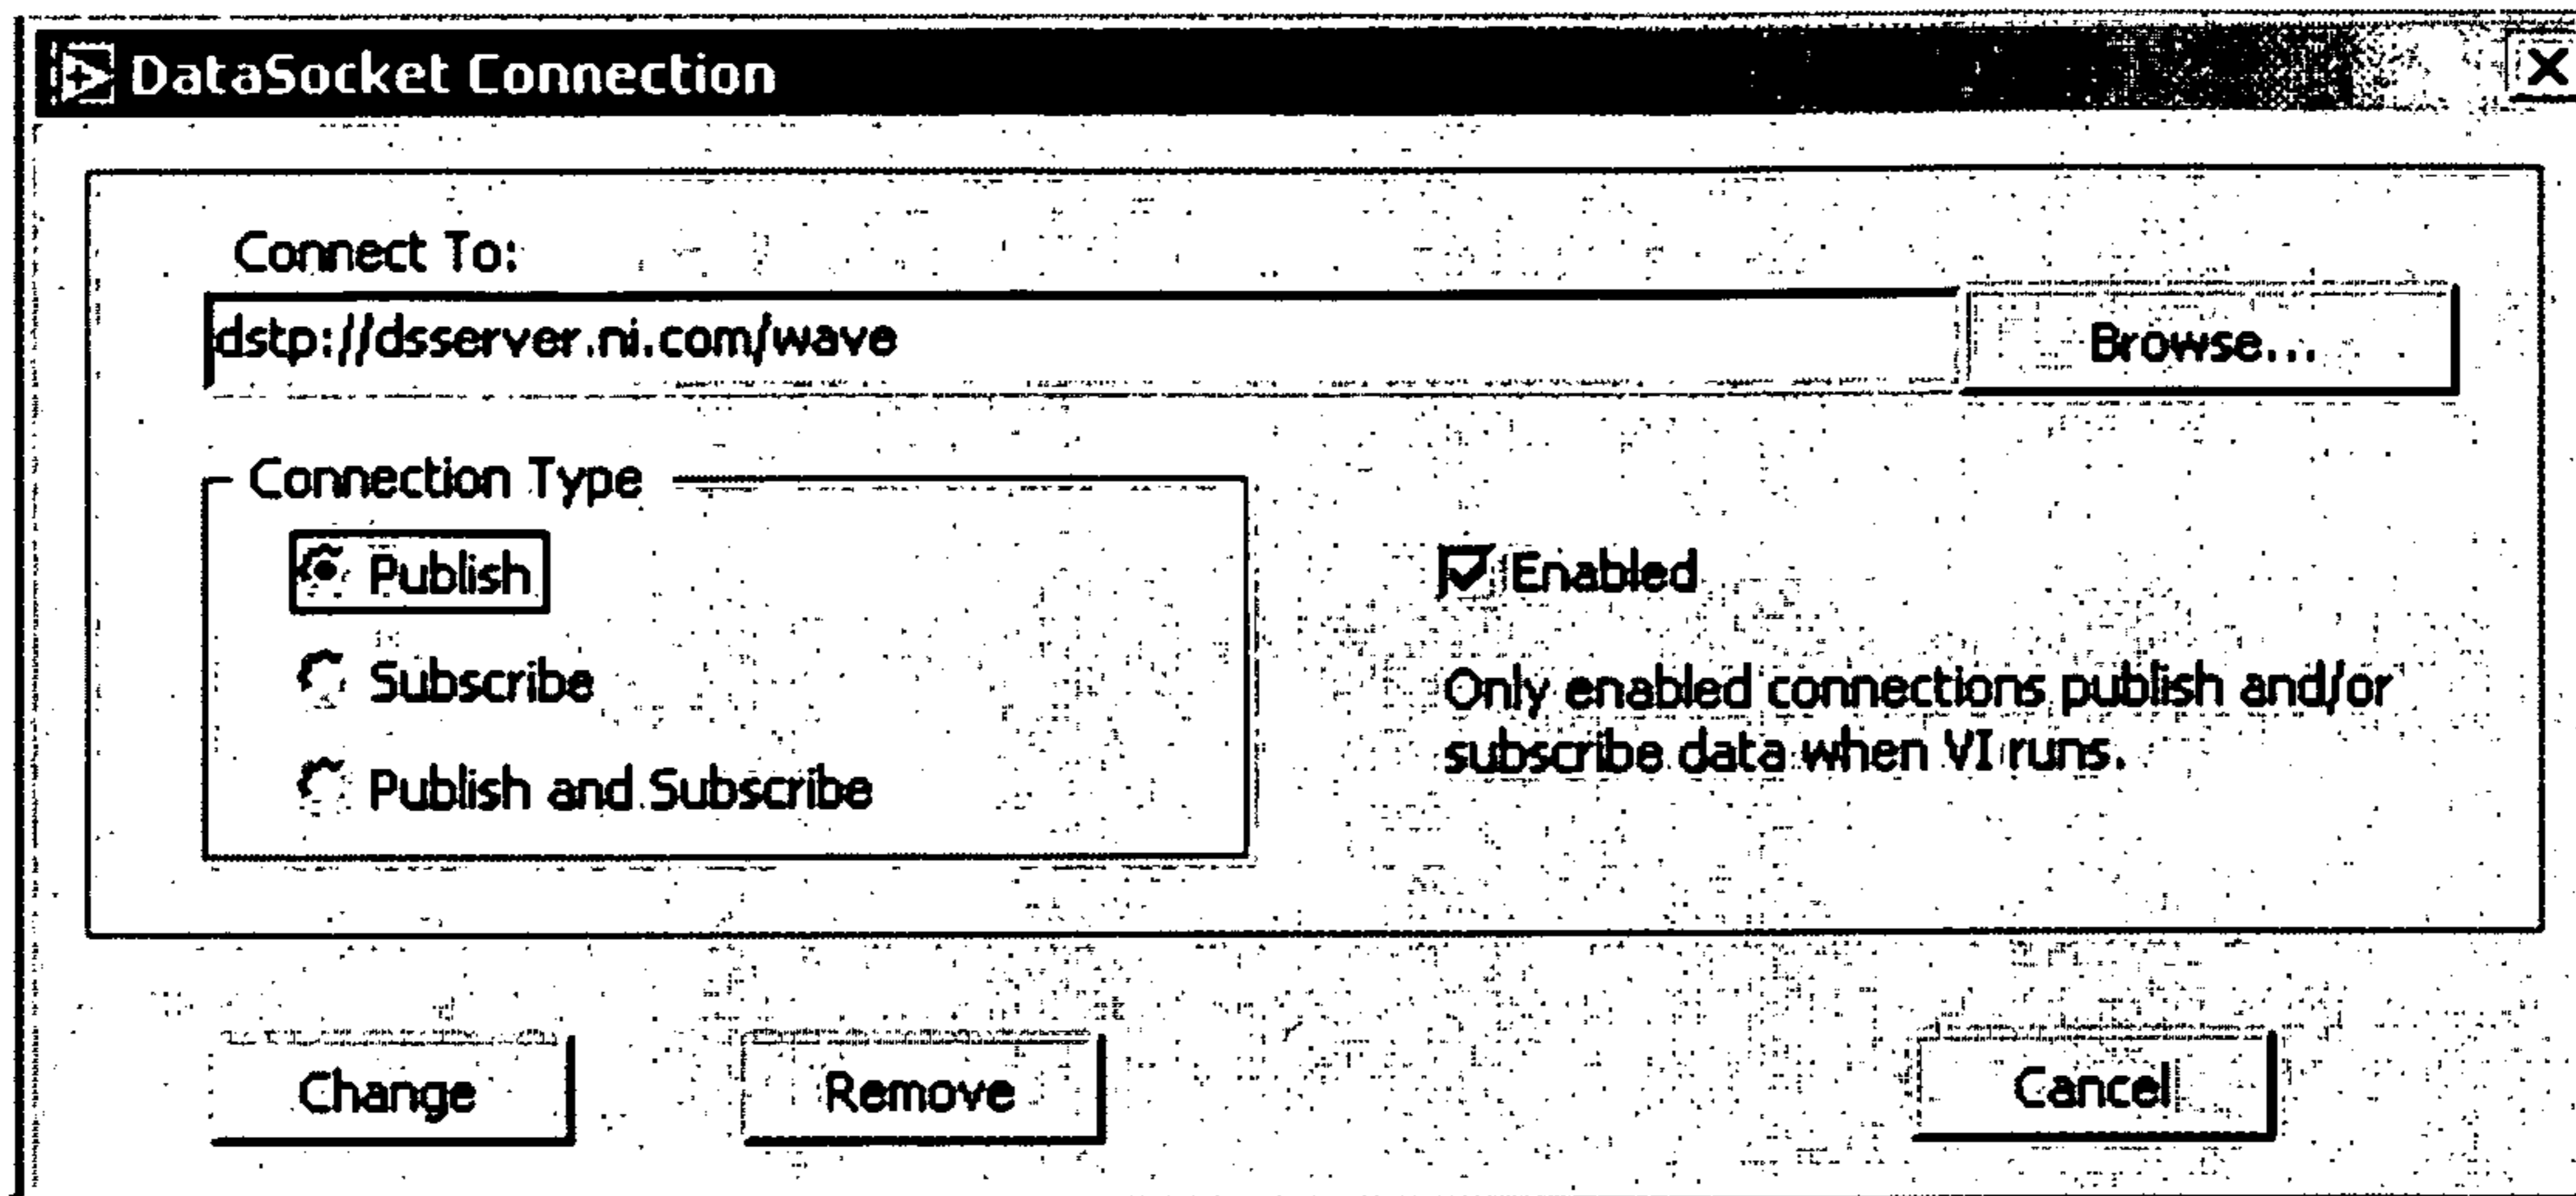 DataSocket Connection
Connect To:
dstp://dsserver.ni.com/wave
Browse...
Connection Type
Publish
Enabled
Subscribe
Only enabled connections publish and/or
subscribe data when VI runs.
Publish and Subscribe
Change
Remove
Cancel